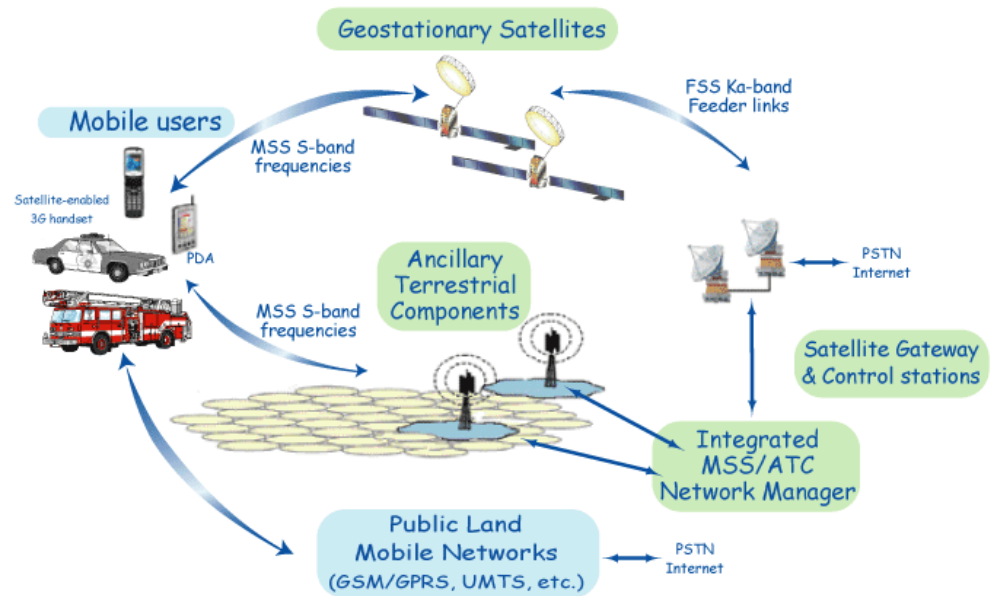 Geostationary Satellites
FSS Ka-band
Feeder links
Mobile users
MSS S-band
frequencies
Satellite-enabled
3G handset
PDA
Ancillary
Terrestrial
Components
PSTN
Internet
MSS S-band
frequencies
Satellite Gateway
& Control stations
Integrated
MSS/ATC
Network Manager
Public Land
Mobile Networks
(GSM/GPRS, UMTS, etc.)
PSTN
Internet